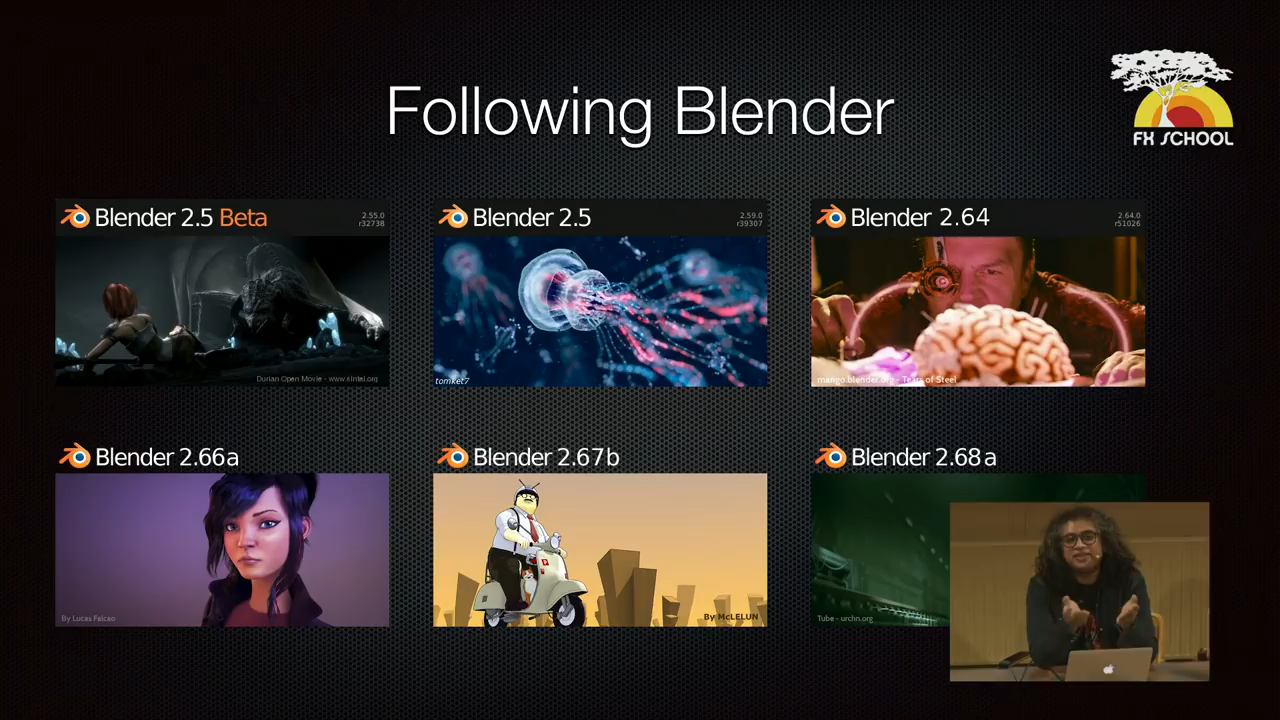 Following Blender
FX SCHOOL
Blender 2.5 Beta
2.55.0
r32738
Durian Open Movie - www.sintel.org
Blender 2.5
2.59.0
r39307
tomket7
Blender 2.64
2.64.0
r51026
mango.blender.org - Tears of Steel
Blender 2.66a
By Lucas Falcao
Blender 2.67b
By McLELUN
Blender 2.68a
Tube - urchn.org